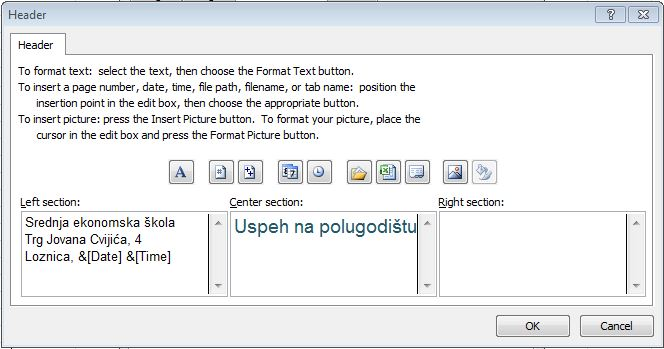 Header
Header
To format text: select the text, then choose the Format Text button.
To insert a page number, date, time, file path, filename, or tab name: position the
insertion point in the edit box, then choose the appropriate button.
To insert picture: press the Insert Picture button. To format your picture, place the
cursor in the edit box and press the Format Picture button.
A
Left section:
Center section:
Right section:
Srednja ekonomska škola
Trg Jovana Cvijića, 4
Loznica, &[Date] &[Time]
Uspeh na polugodištu
OK
Cancel